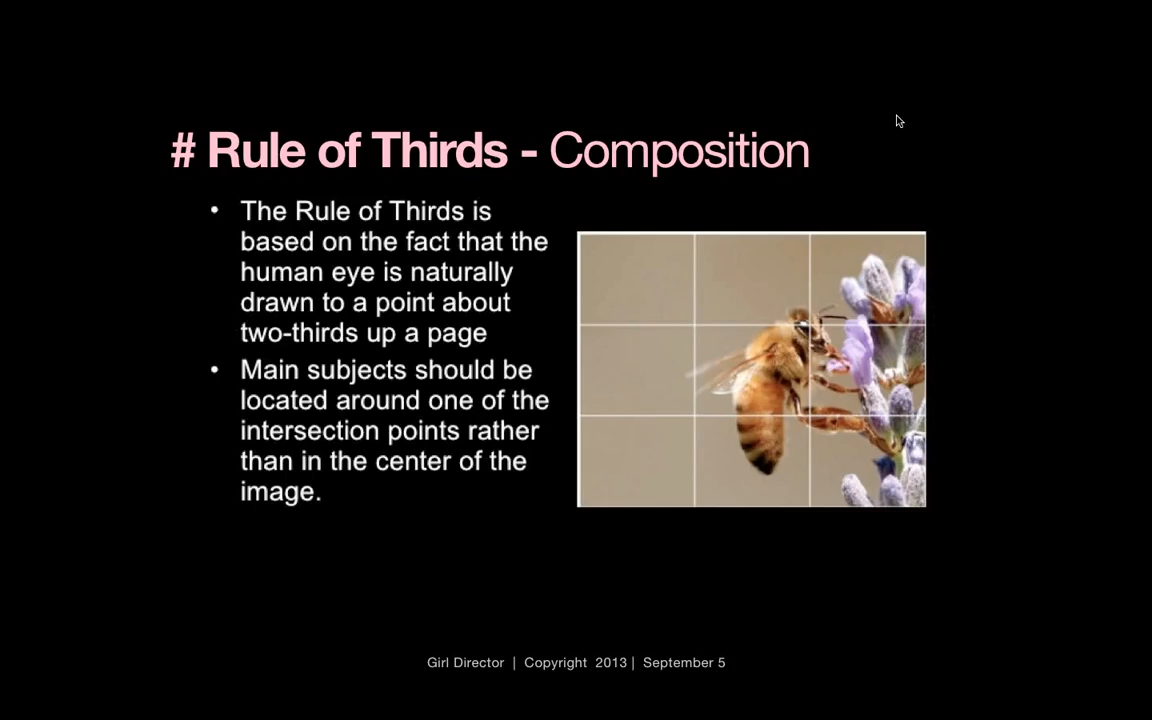 # Rule of Thirds - Composition
• The Rule of Thirds is
based on the fact that the
human eye is naturally
drawn to a point about
two-thirds up a page
• Main subjects should be
located around one of the
intersection points rather
than in the center of the
image.
Girl Director | Copyright 2013 | September 5